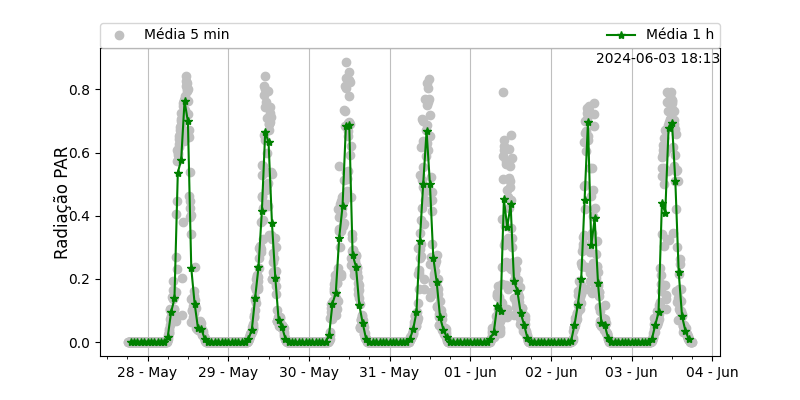 Média 5 min
Média 1 h
2024-06-03 18:13
Radiação PAR
0.8
0.6
0.4
0.2
0.0
28 - May
29 - May
30 - May
31 - May
01 - Jun
02 - Jun
03 - Jun
04 - Jun